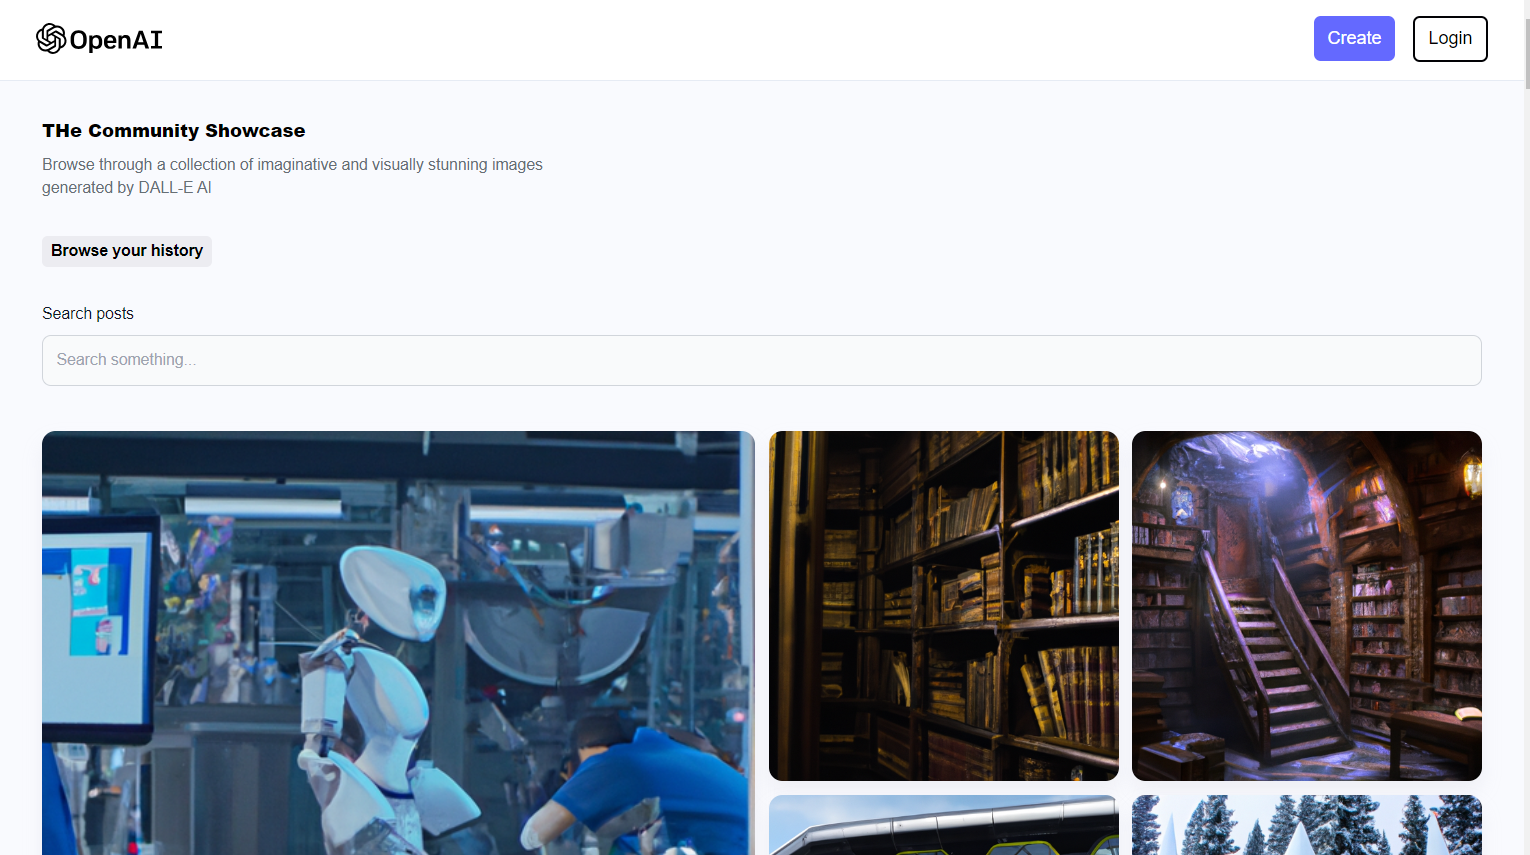 OpenAI
Create
Login
THe Community Showcase
Browse through a collection of imaginative and visually stunning images
generated by DALL-E AI
Browse your history
Search posts
Search something...